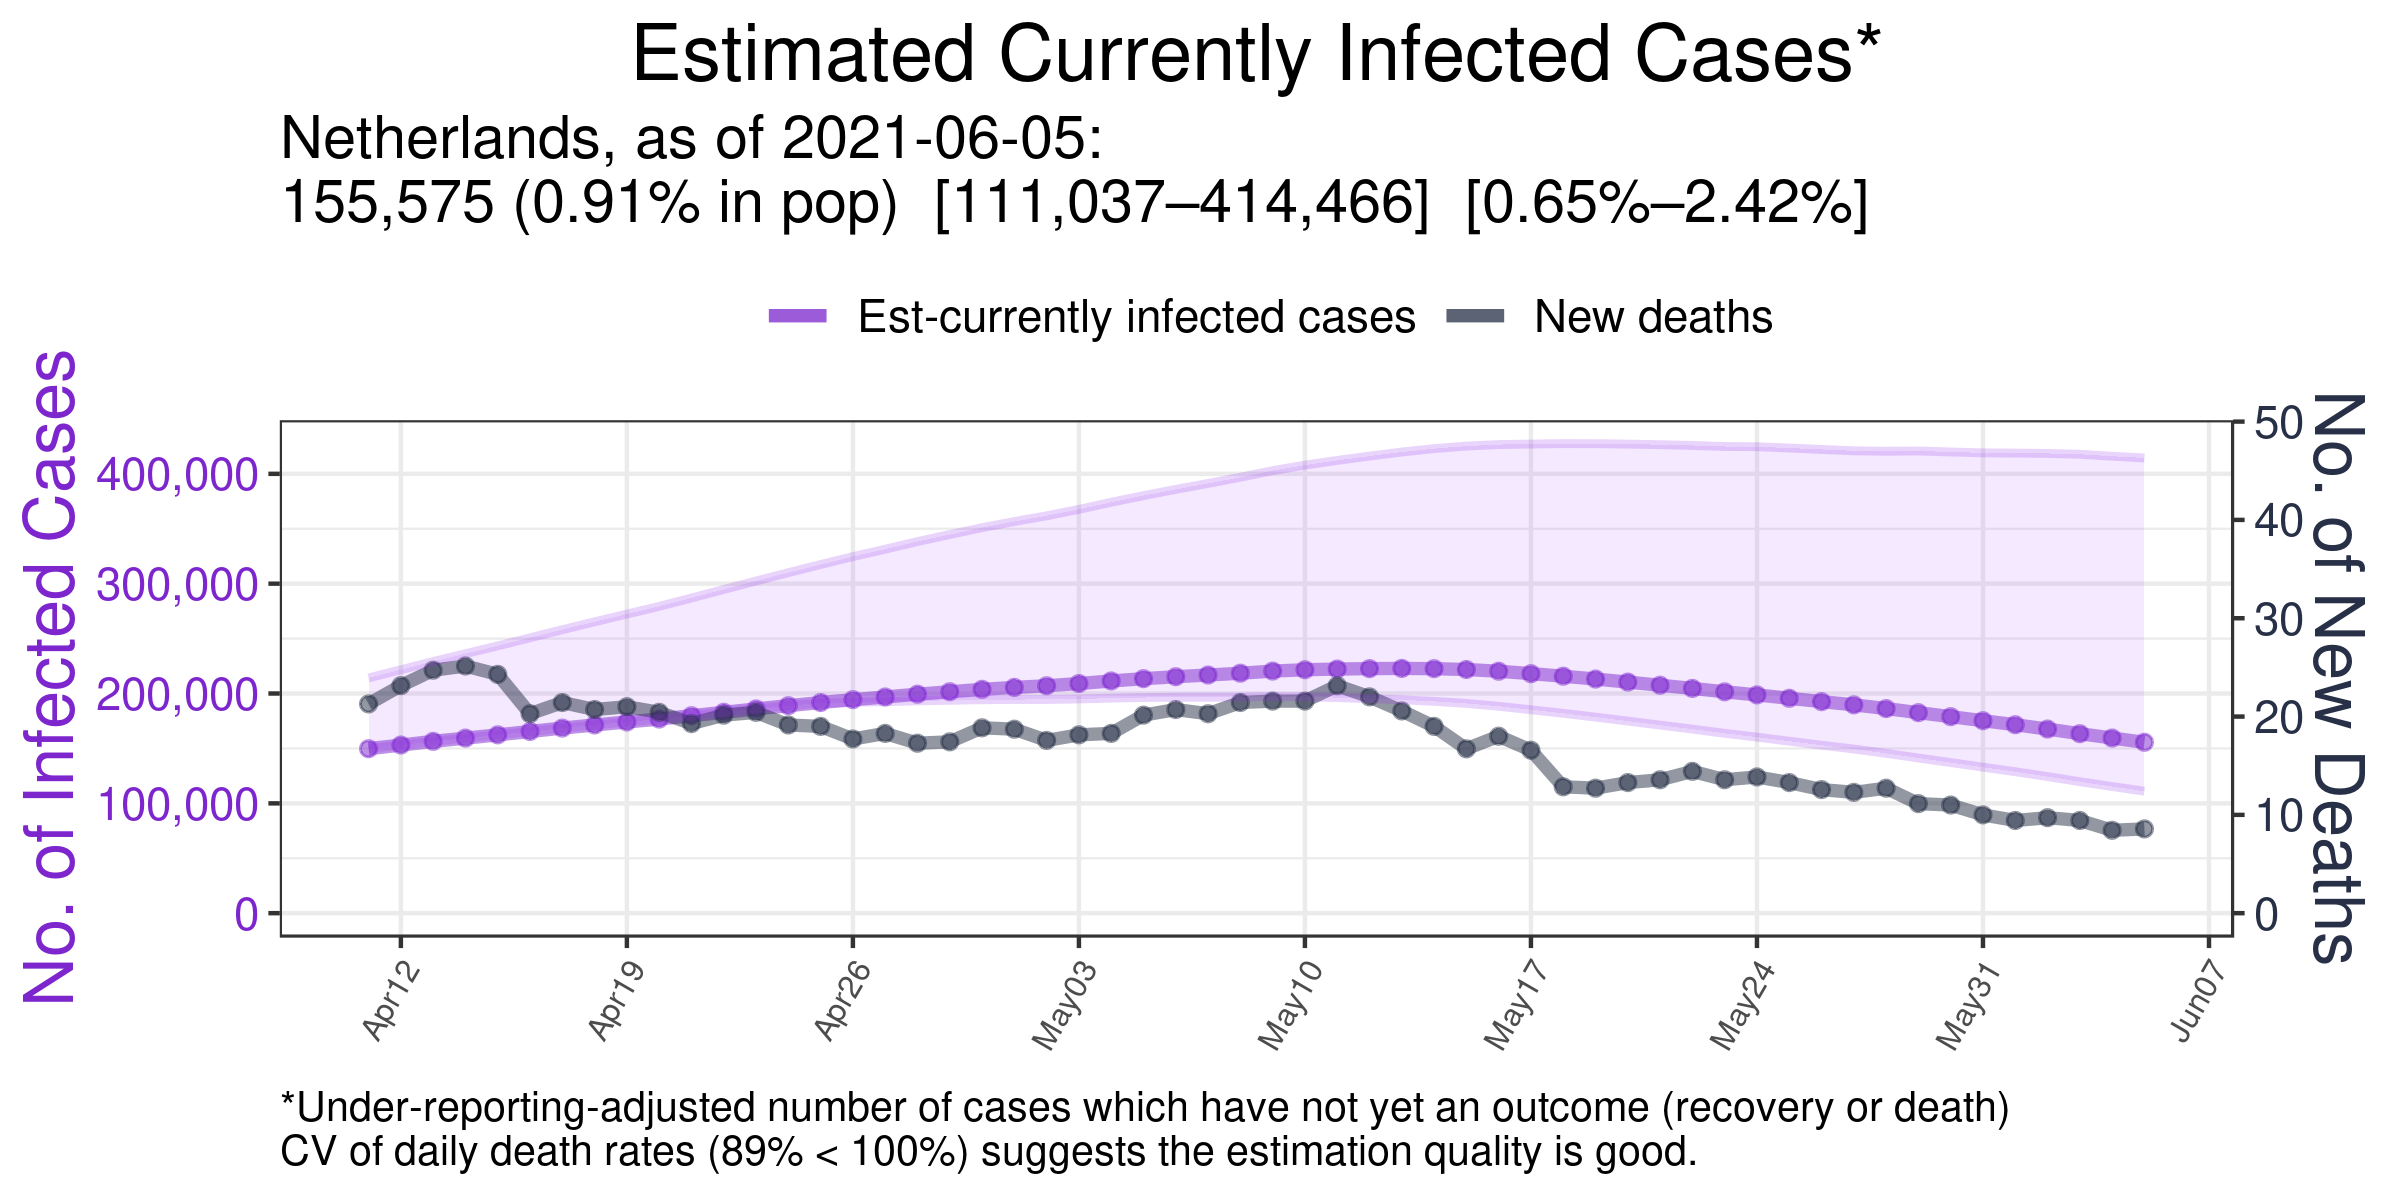 Estimated Currently Infected Cases*
Netherlands, as of 2021-06-05:
155,575 (0.91% in pop)  [111,037–414,466]  [0.65%–2.42%]
Est-currently infected cases
New deaths
No. of Infected Cases
400,000
300,000
200,000
100,000
0
50
40
30
20
10
0
No. of New Deaths
Apr12
Apr19
Apr26
May03
May10
May17
May24
May31
Jun07
*Under-reporting-adjusted number of cases which have not yet an outcome (recovery or death)
CV of daily death rates (89% < 100%) suggests the estimation quality is good.